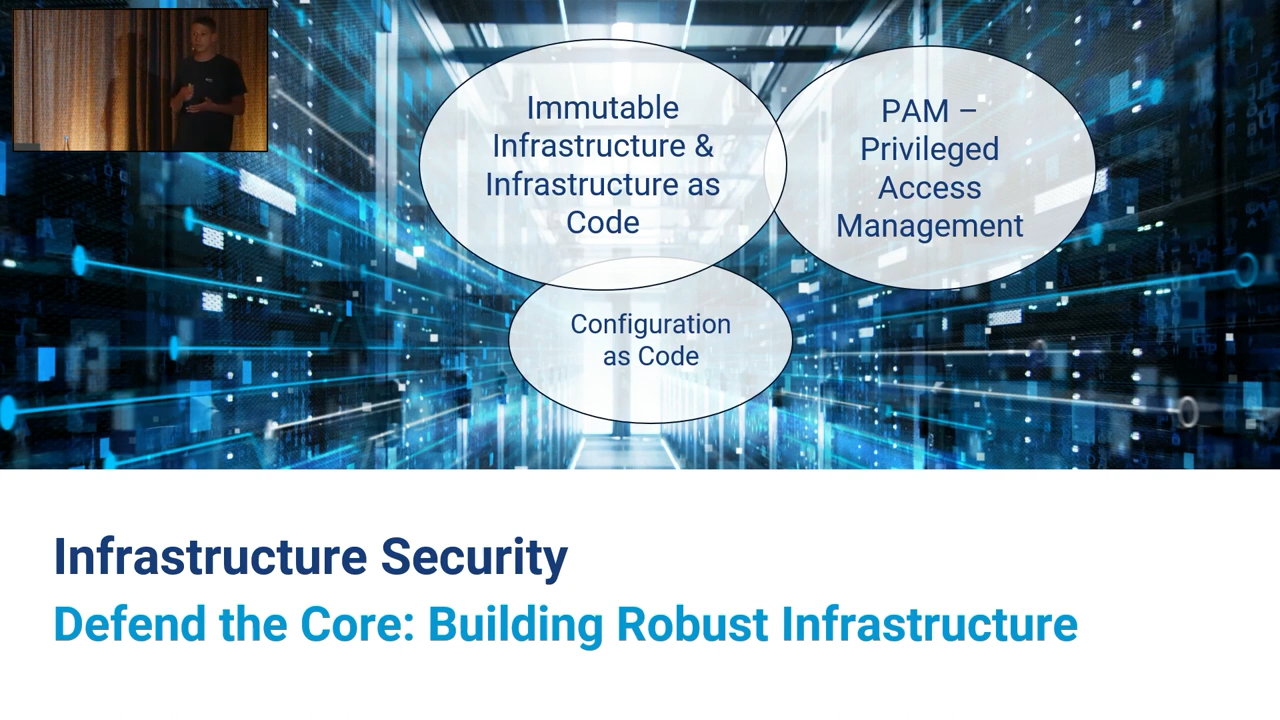 Immutable
Infrastructure &
Infrastructure as
Code
PAM –
Privileged
Access
Management
Configuration
as Code
Infrastructure Security
Defend the Core: Building Robust Infrastructure